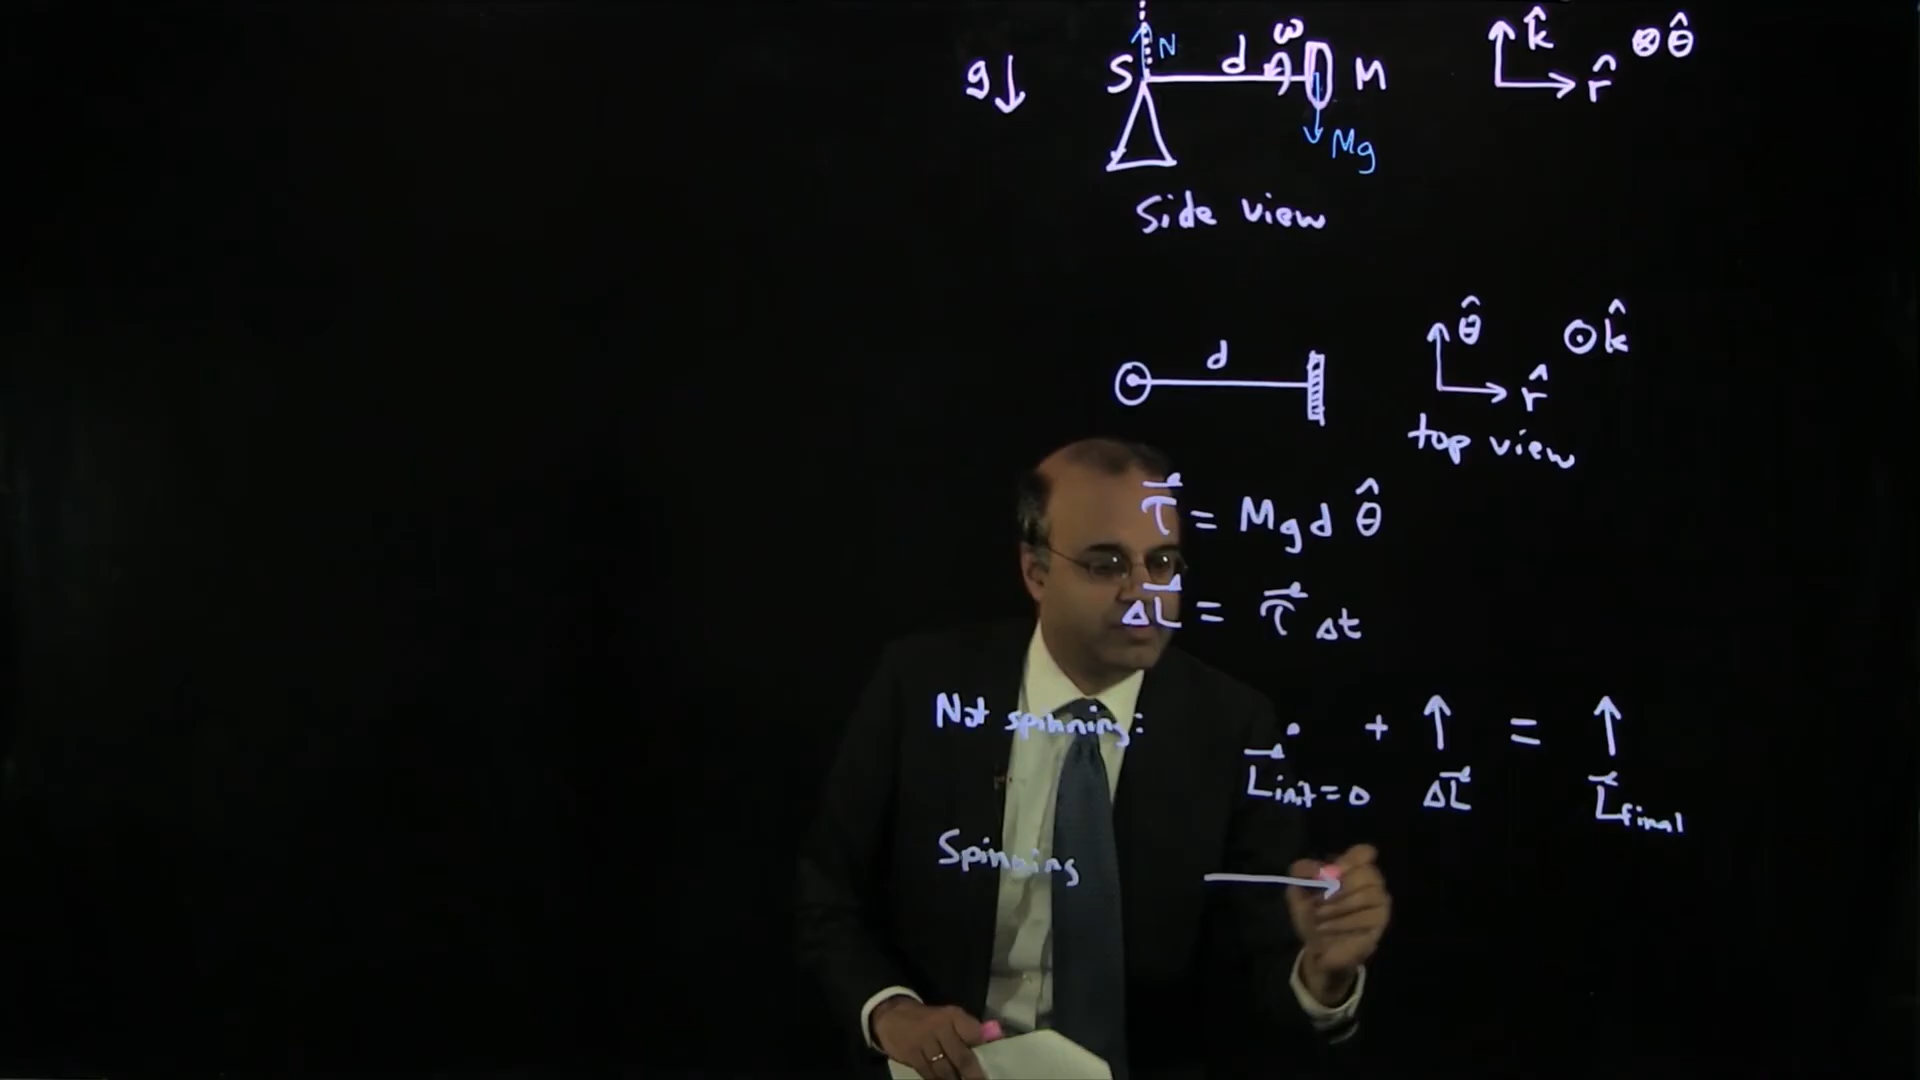 g↓ S N d ω M k̂ r̂ ⊗ θ̂
Mg
Side view
d θ̂ r̂ ⊙ k̂
top view
τ⃗ = Mgd θ̂
ΔL⃗ = τ⃗ Δt
Not spinning: • + ↑ = ↑
L⃗init = 0 ΔL⃗ L⃗final
Spinning →